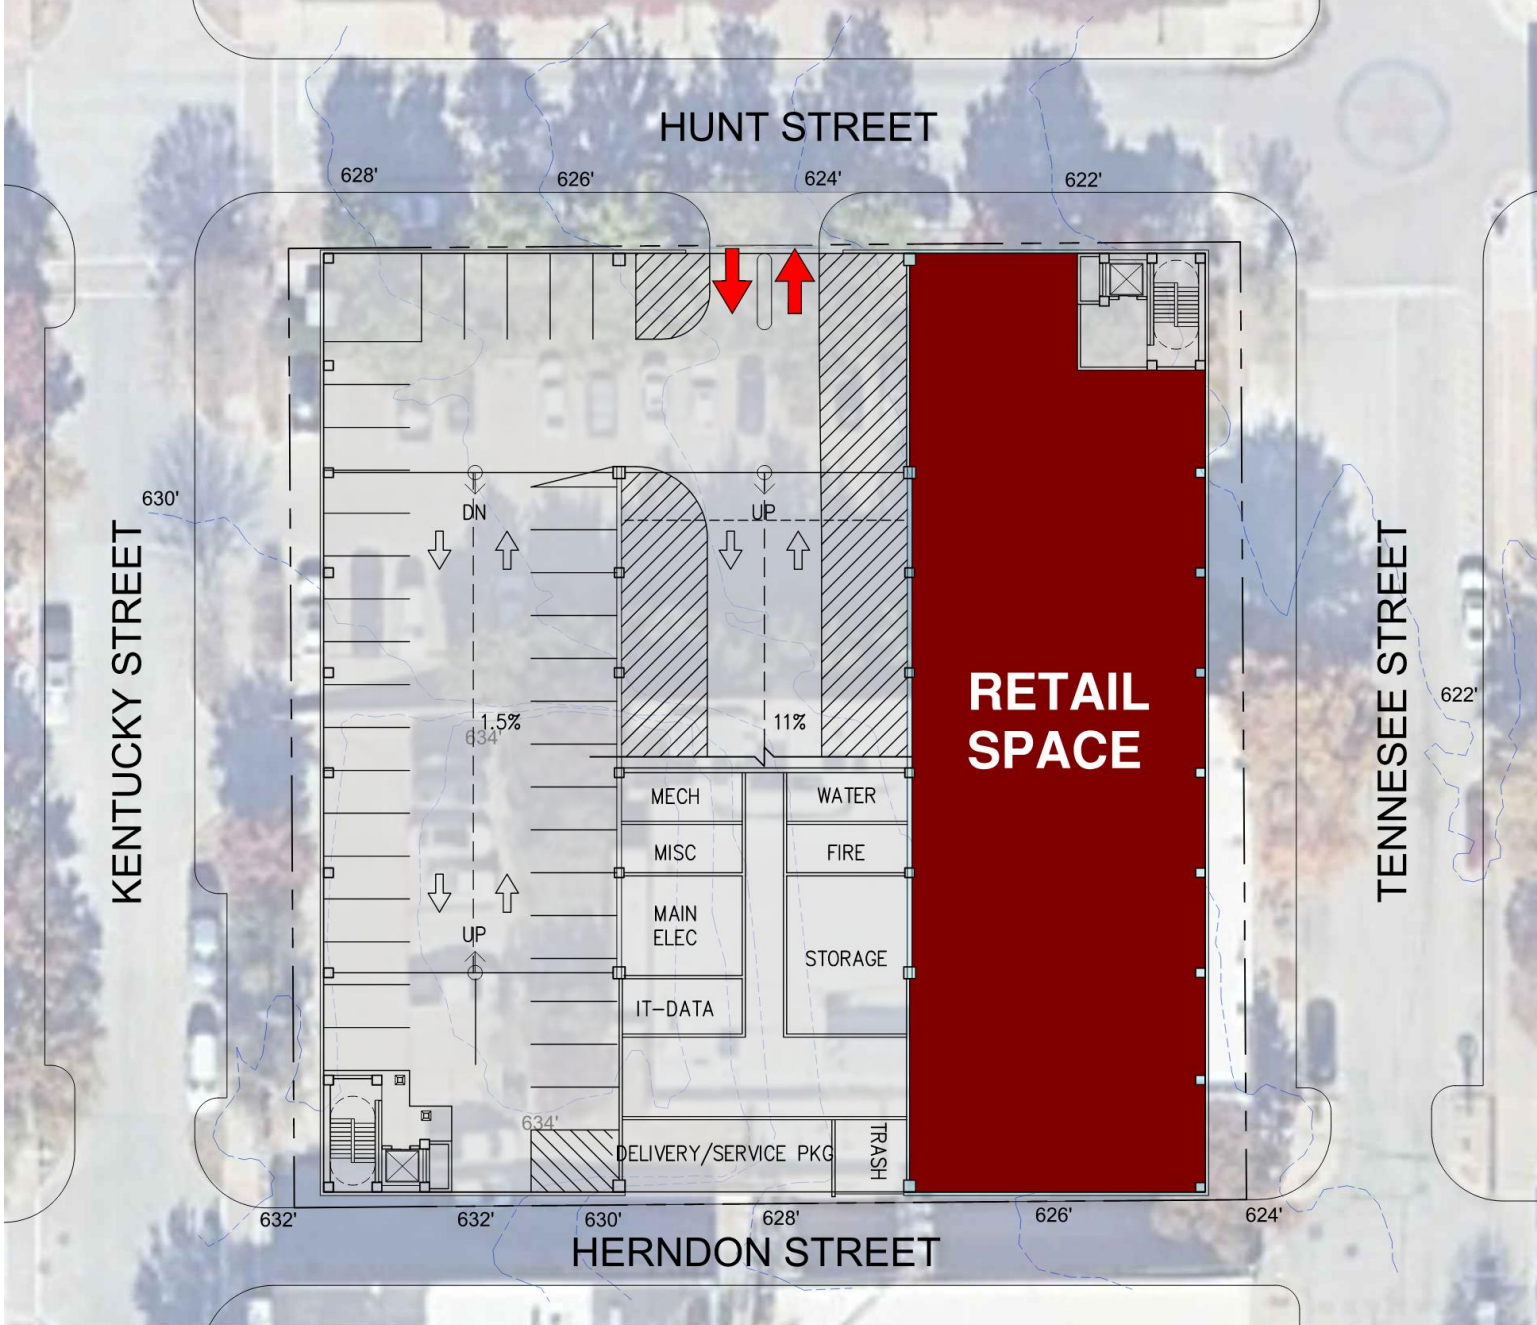 HUNT STREET
628'
626'
624'
622'
630'
DN
UP
KENTUCKY STREET
TENNESEE STREET
RETAIL
SPACE
622'
1.5%
634'
11%
MECH
WATER
MISC
FIRE
MAIN
ELEC
UP
STORAGE
IT-DATA
634'
DELIVERY/SERVICE PKG
TRASH
632'
632'
630'
628'
626'
624'
HERNDON STREET